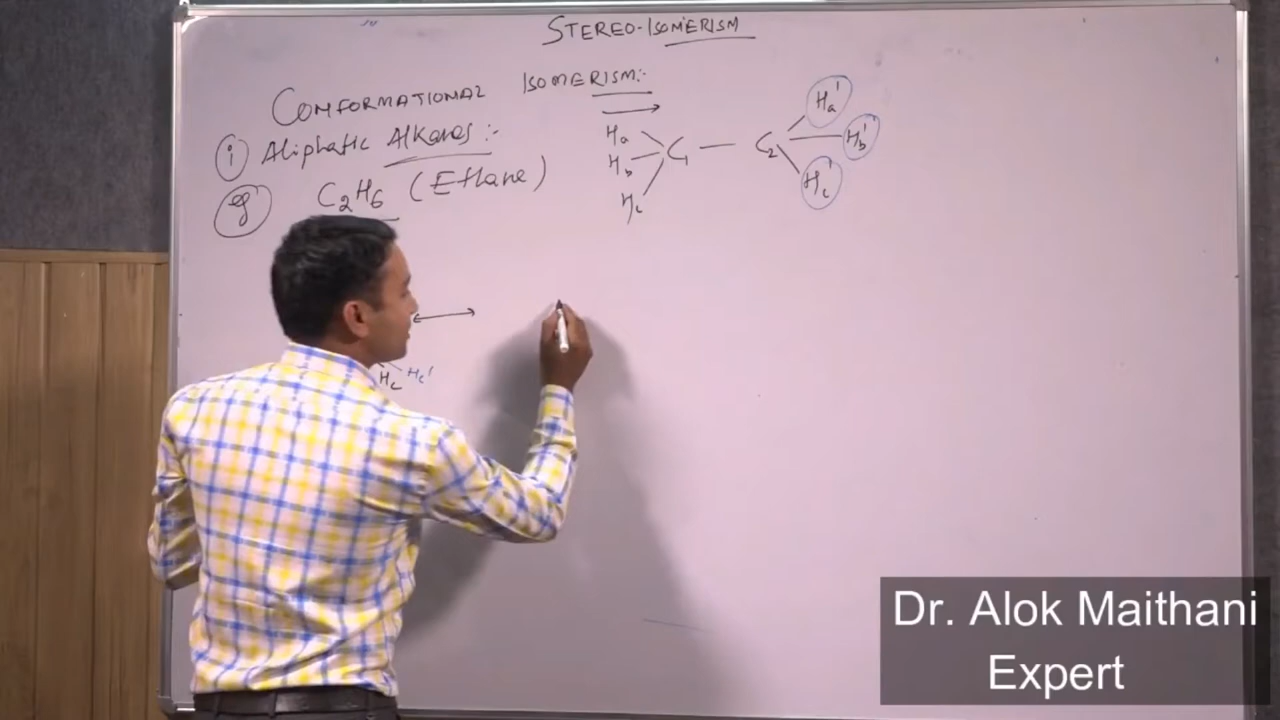 STEREO-ISOMERISM
CONFORMATIONAL ISOMERISM:-
i Aliphatic Alkanes :-
eg C2H6 (Ethane)
Ha
Hb C1 — C2
Hc
Ha'
Hb'
Hc'
Hc Hc'
Dr. Alok Maithani
Expert